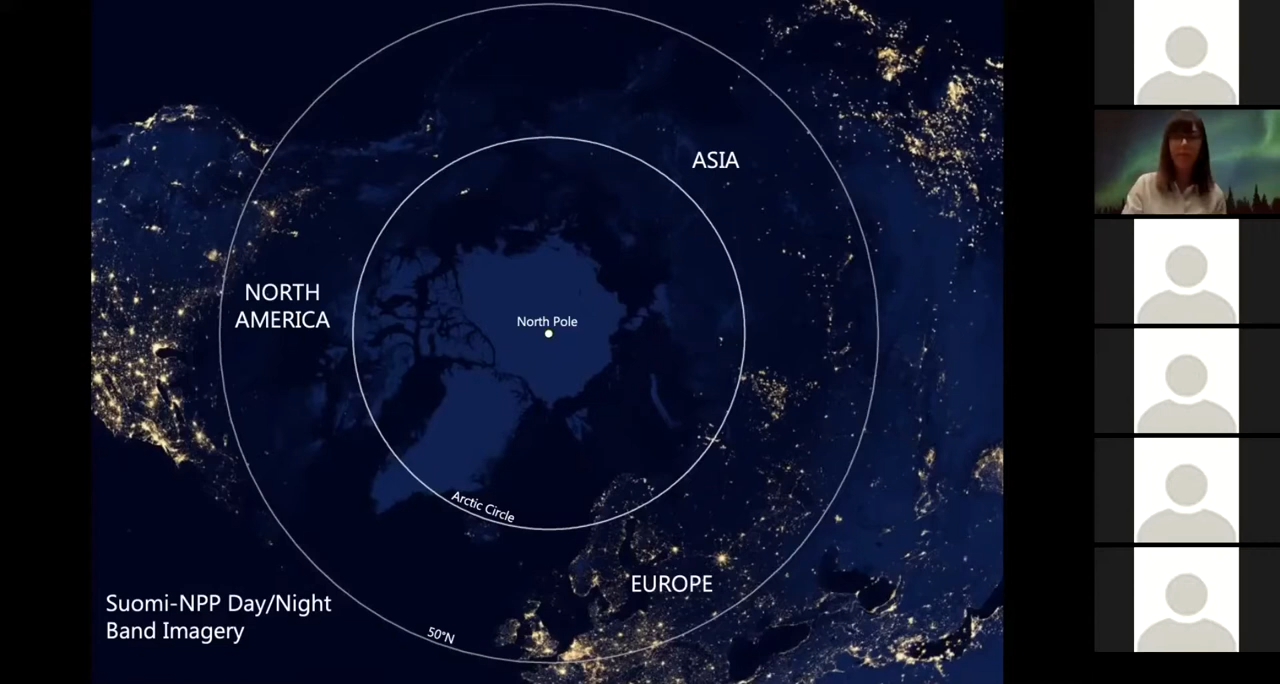 ASIA
NORTH
AMERICA
North Pole
Arctic Circle
EUROPE
Suomi-NPP Day/Night
Band Imagery
50°N